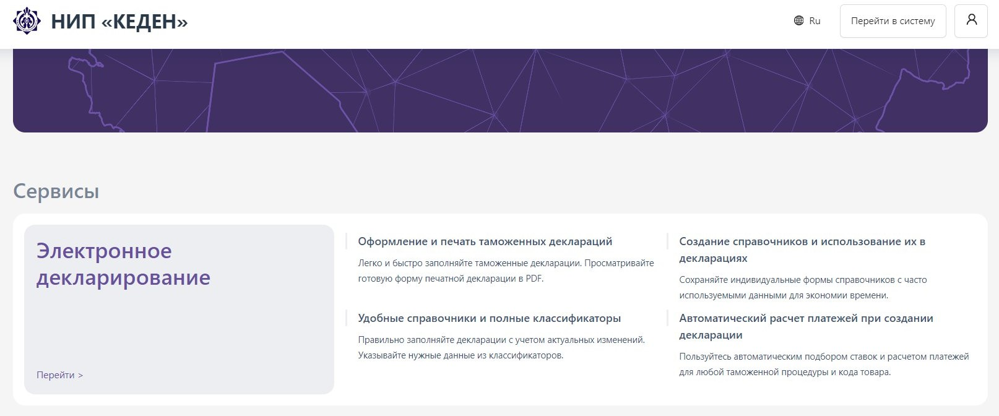 НИП «КЕДЕН»
Ru
Перейти в систему
Сервисы
Электронное
декларирование
Перейти >
Оформление и печать таможенных деклараций
Легко и быстро заполняйте таможенные декларации. Просматривайте
готовую форму печатной декларации в PDF.
Создание справочников и использование их в
декларациях
Сохраняйте индивидуальные формы справочников с часто
используемыми данными для экономии времени.
Удобные справочники и полные классификаторы
Правильно заполняйте декларации с учетом актуальных изменений.
Указывайте нужные данные из классификаторов.
Автоматический расчет платежей при создании
декларации
Пользуйтесь автоматическим подбором ставок и расчетом платежей
для любой таможенной процедуры и кода товара.